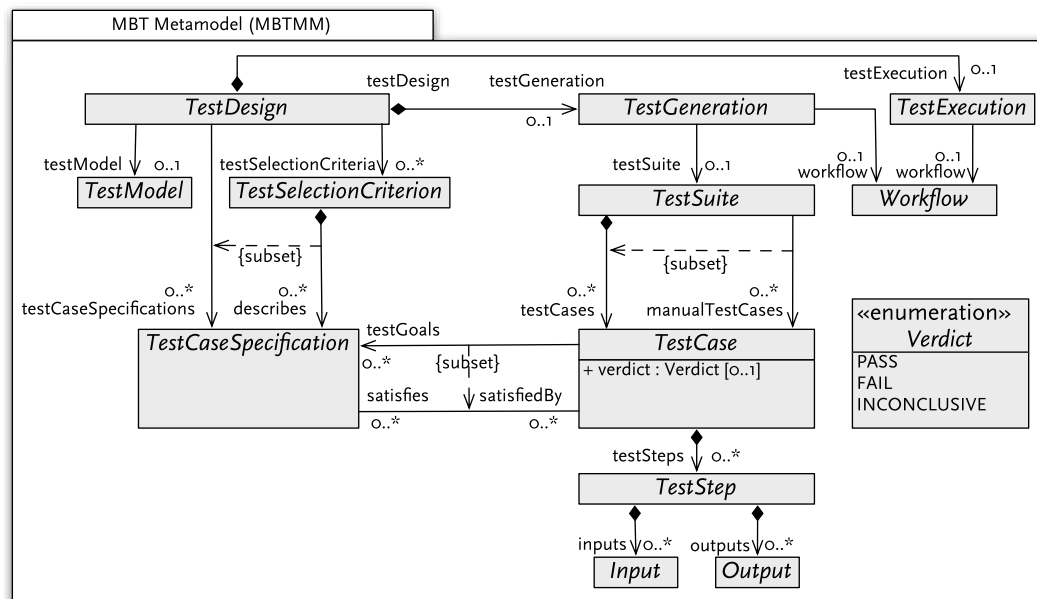 MBT Metamodel (MBTMM)
testDesign
testGeneration
testExecution
0..1
TestDesign
0..1
TestGeneration
TestExecution
testModel
0..1
testSelectionCriteria
0..*
testSuite
0..1
0..1
workflow
0..1
workflow
TestModel
TestSelectionCriterion
TestSuite
Workflow
{subset}
{subset}
0..*
testCaseSpecifications
0..*
describes
0..*
testCases
0..*
manualTestCases
TestCaseSpecification
testGoals
0..*
{subset}
TestCase
+ verdict : Verdict [0..1]
satisfies
0..*
satisfiedBy
0..*
«enumeration»
Verdict
PASS
FAIL
INCONCLUSIVE
testSteps
0..*
TestStep
inputs
0..*
outputs
0..*
Input
Output